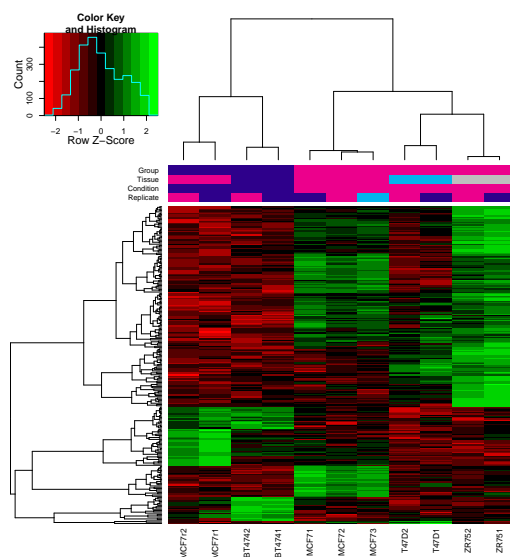 Color Key
and Histogram
Count
0
100
300
−2
−1
0
1
2
Row Z−Score
Group
Tissue
Condition
Replicate
MCF7r2
MCF7r1
BT4742
BT4741
MCF71
MCF72
MCF73
T47D2
T47D1
ZR752
ZR751